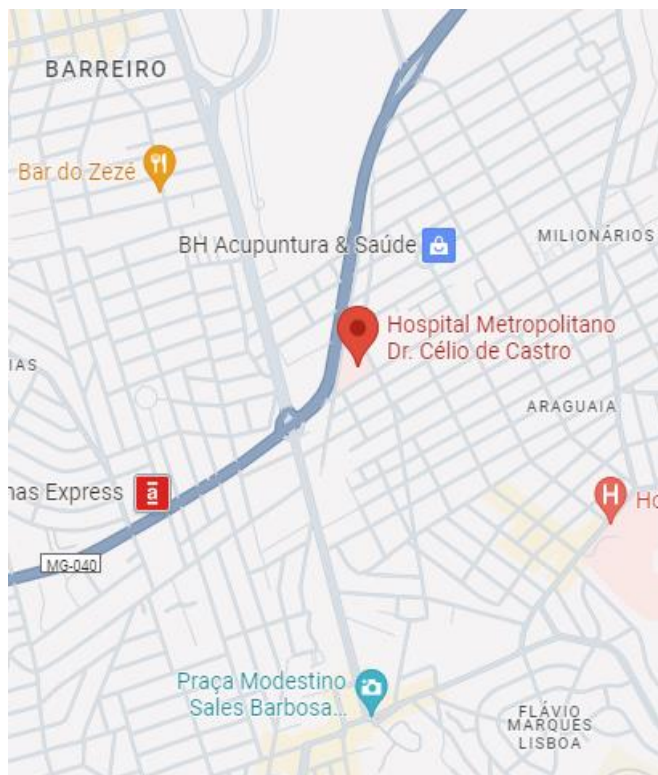 BARREIRO
Bar do Zezé
BH Acupuntura & Saúde
MILIONÁRIOS
Hospital Metropolitano
Dr. Célio de Castro
IAS
ARAGUAIA
nas Express
a
H
Ho
MG-040
Praça Modestino
Sales Barbosa...
FLÁVIO
MARQUES
LISBOA